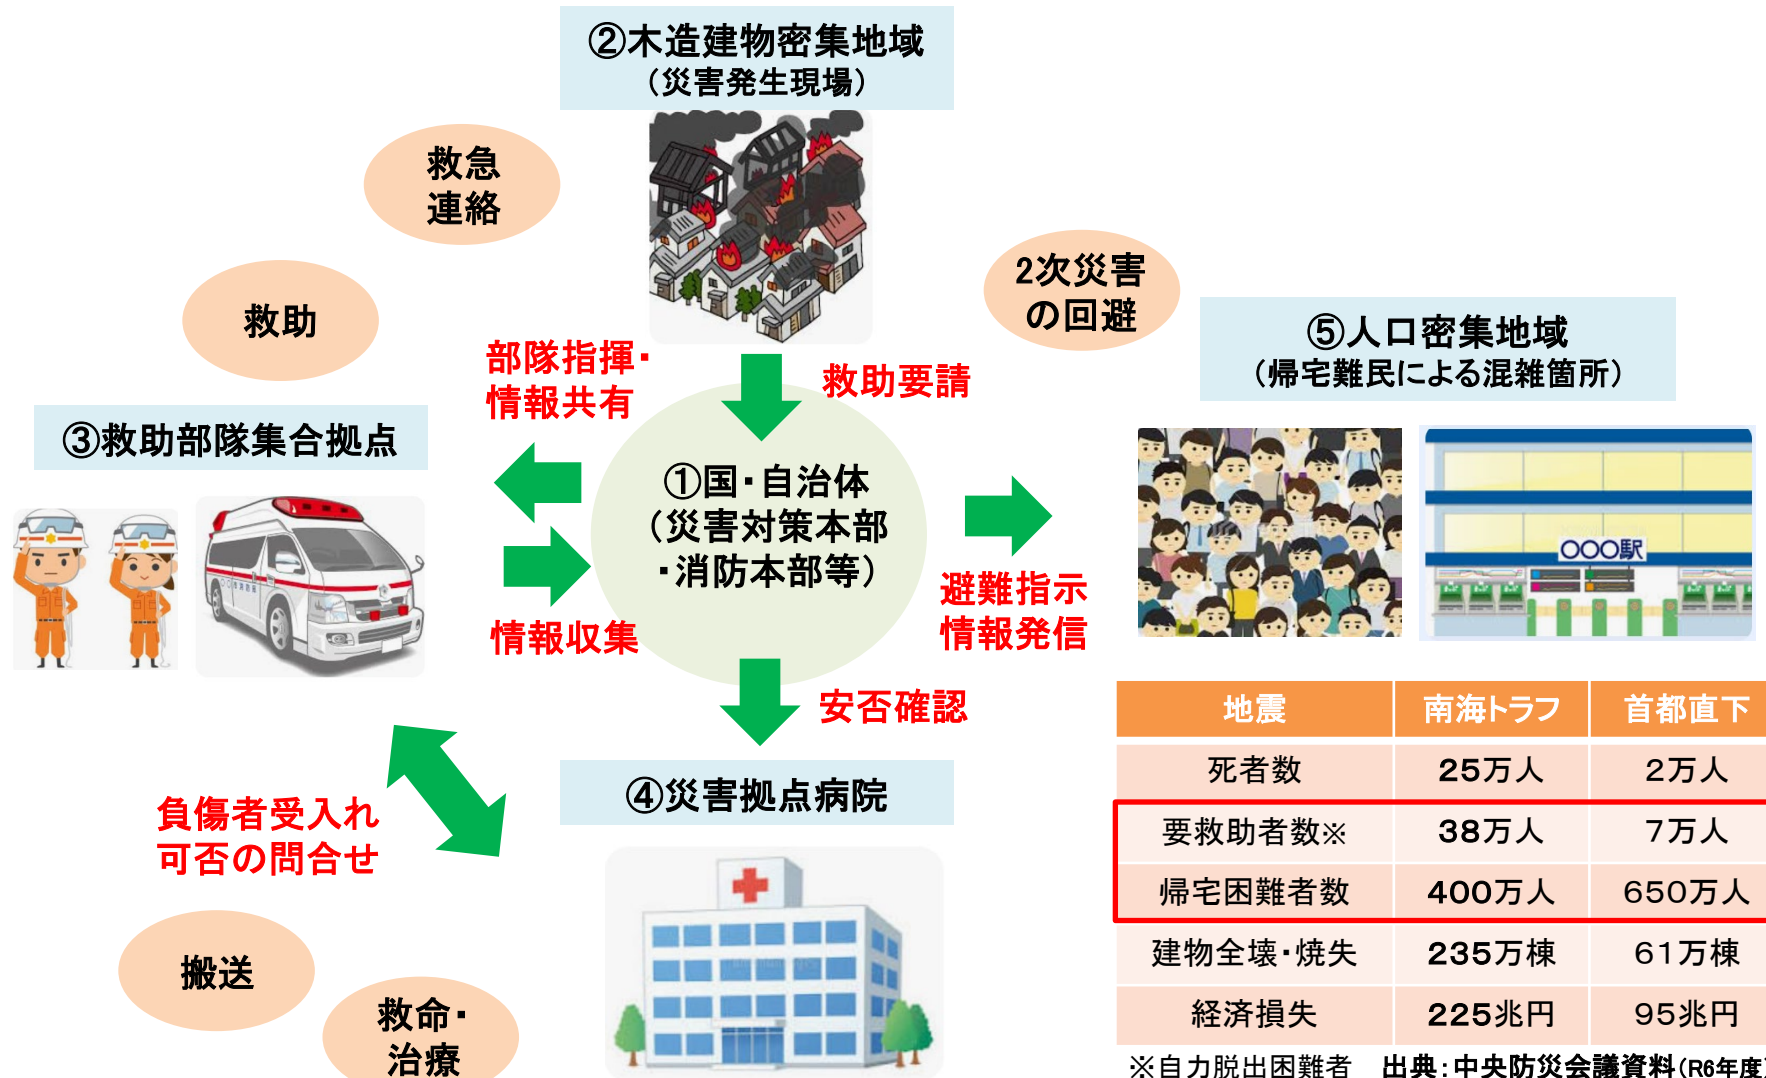 ②木造建物密集地域
（災害発生現場）
救急
連絡
2次災害
の回避
救助
⑤人口密集地域
（帰宅難民による混雑箇所）
部隊指揮・
情報共有
救助要請
③救助部隊集合拠点
①国・自治体
（災害対策本部
・消防本部等）
〇〇〇駅
避難指示
情報発信
情報収集
安否確認
④災害拠点病院
負傷者受入れ
可否の問合せ
搬送
救命・
治療
地震 南海トラフ 首都直下
死者数 25万人 2万人
要救助者数※ 38万人 7万人
帰宅困難者数 400万人 650万人
建物全壊・焼失 235万棟 61万棟
経済損失 225兆円 95兆円
※自力脱出困難者 出典：中央防災会議資料（R6年度）